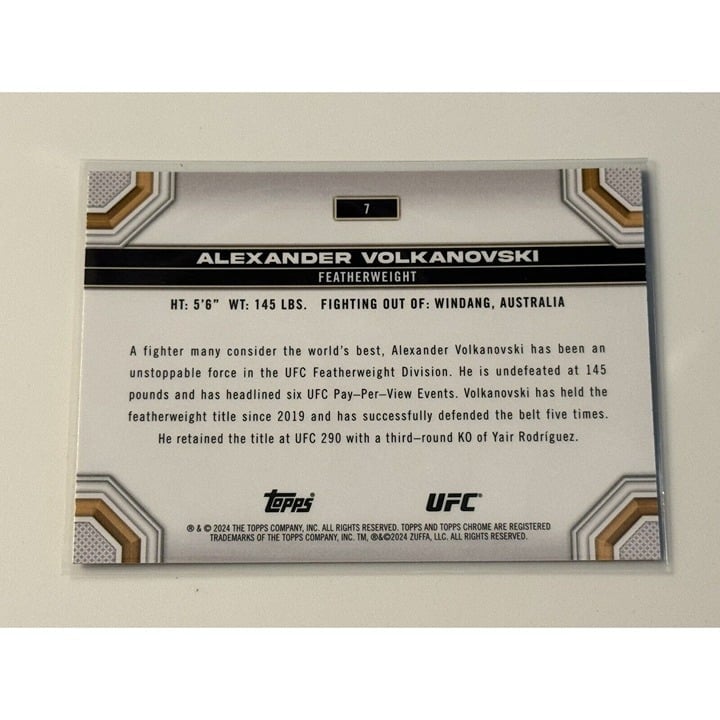 7
ALEXANDER VOLKANOVSKI
FEATHERWEIGHT
HT: 5'6" WT: 145 LBS. FIGHTING OUT OF: WINDANG, AUSTRALIA
A fighter many consider the world's best, Alexander Volkanovski has been an
unstoppable force in the UFC Featherweight Division. He is undefeated at 145
pounds and has headlined six UFC Pay–Per–View Events. Volkanovski has held the
featherweight title since 2019 and has successfully defended the belt five times.
He retained the title at UFC 290 with a third–round KO of Yair Rodríguez.
Topps® UFC®
® & © 2024 THE TOPPS COMPANY, INC. ALL RIGHTS RESERVED. TOPPS AND TOPPS CHROME ARE REGISTERED
TRADEMARKS OF THE TOPPS COMPANY, INC. TM, ®&©2024 ZUFFA, LLC. ALL RIGHTS RESERVED.